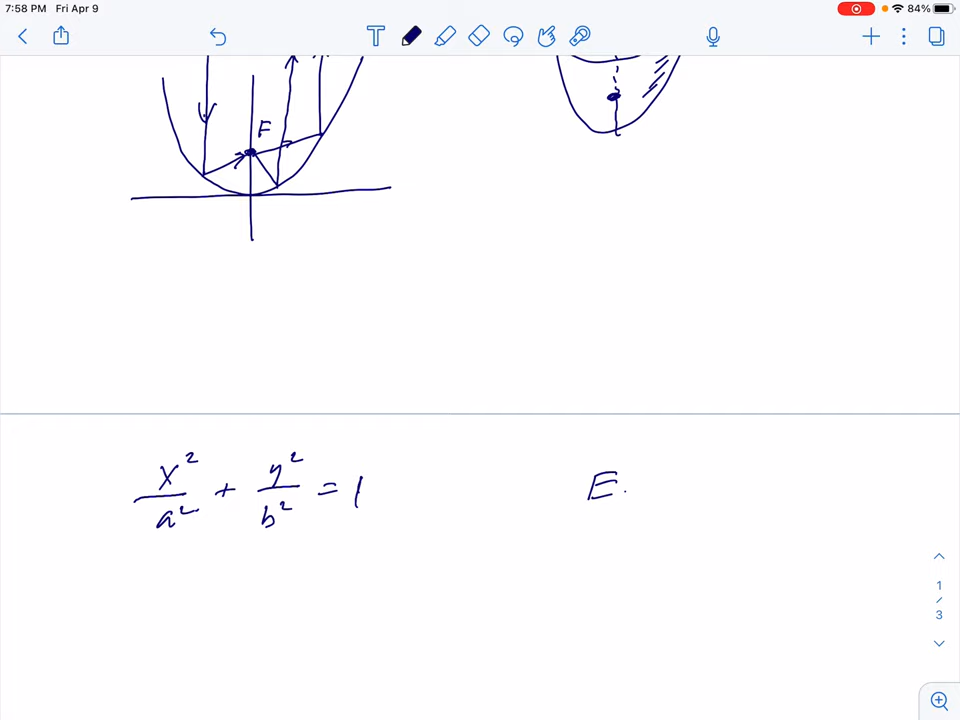 7:58 PM Fri Apr 9
84%
T
F
x²/a² + y²/b² = 1
E.
1
/
3